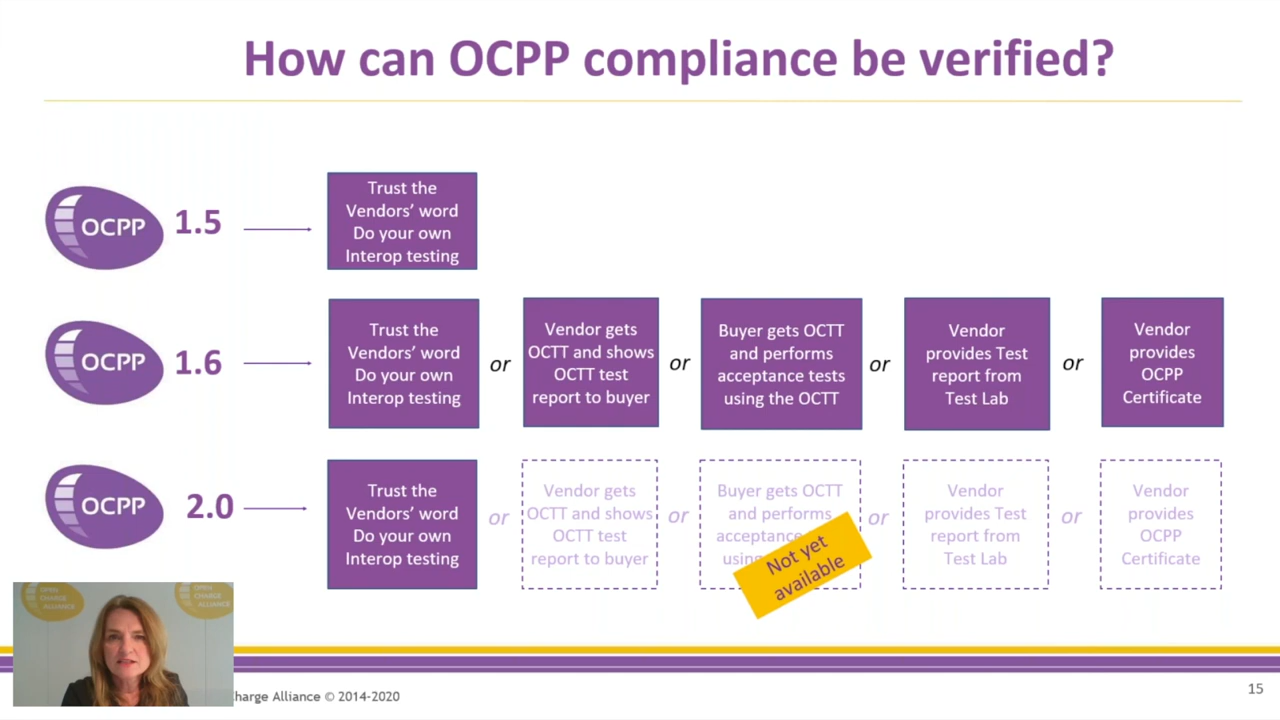 How can OCPP compliance be verified?
OCPP
1.5
Trust the
Vendors’ word
Do your own
Interop testing
OCPP
1.6
Trust the
Vendors’ word
Do your own
Interop testing
or
Vendor gets
OCTT and shows
OCTT test
report to buyer
or
Buyer gets OCTT
and performs
acceptance tests
using the OCTT
or
Vendor
provides Test
report from
Test Lab
or
Vendor
provides
OCPP
Certificate
OCPP
2.0
Trust the
Vendors’ word
Do your own
Interop testing
or
Vendor gets
OCTT and shows
OCTT test
report to buyer
or
Buyer gets OCTT
and performs
acceptance
using
Not yet
available
or
Vendor
provides Test
report from
Test Lab
or
Vendor
provides
OCPP
Certificate
OPEN
CHARGE
ALLIANCE
OPEN
CHARGE
ALLIANCE
Charge Alliance © 2014-2020
15